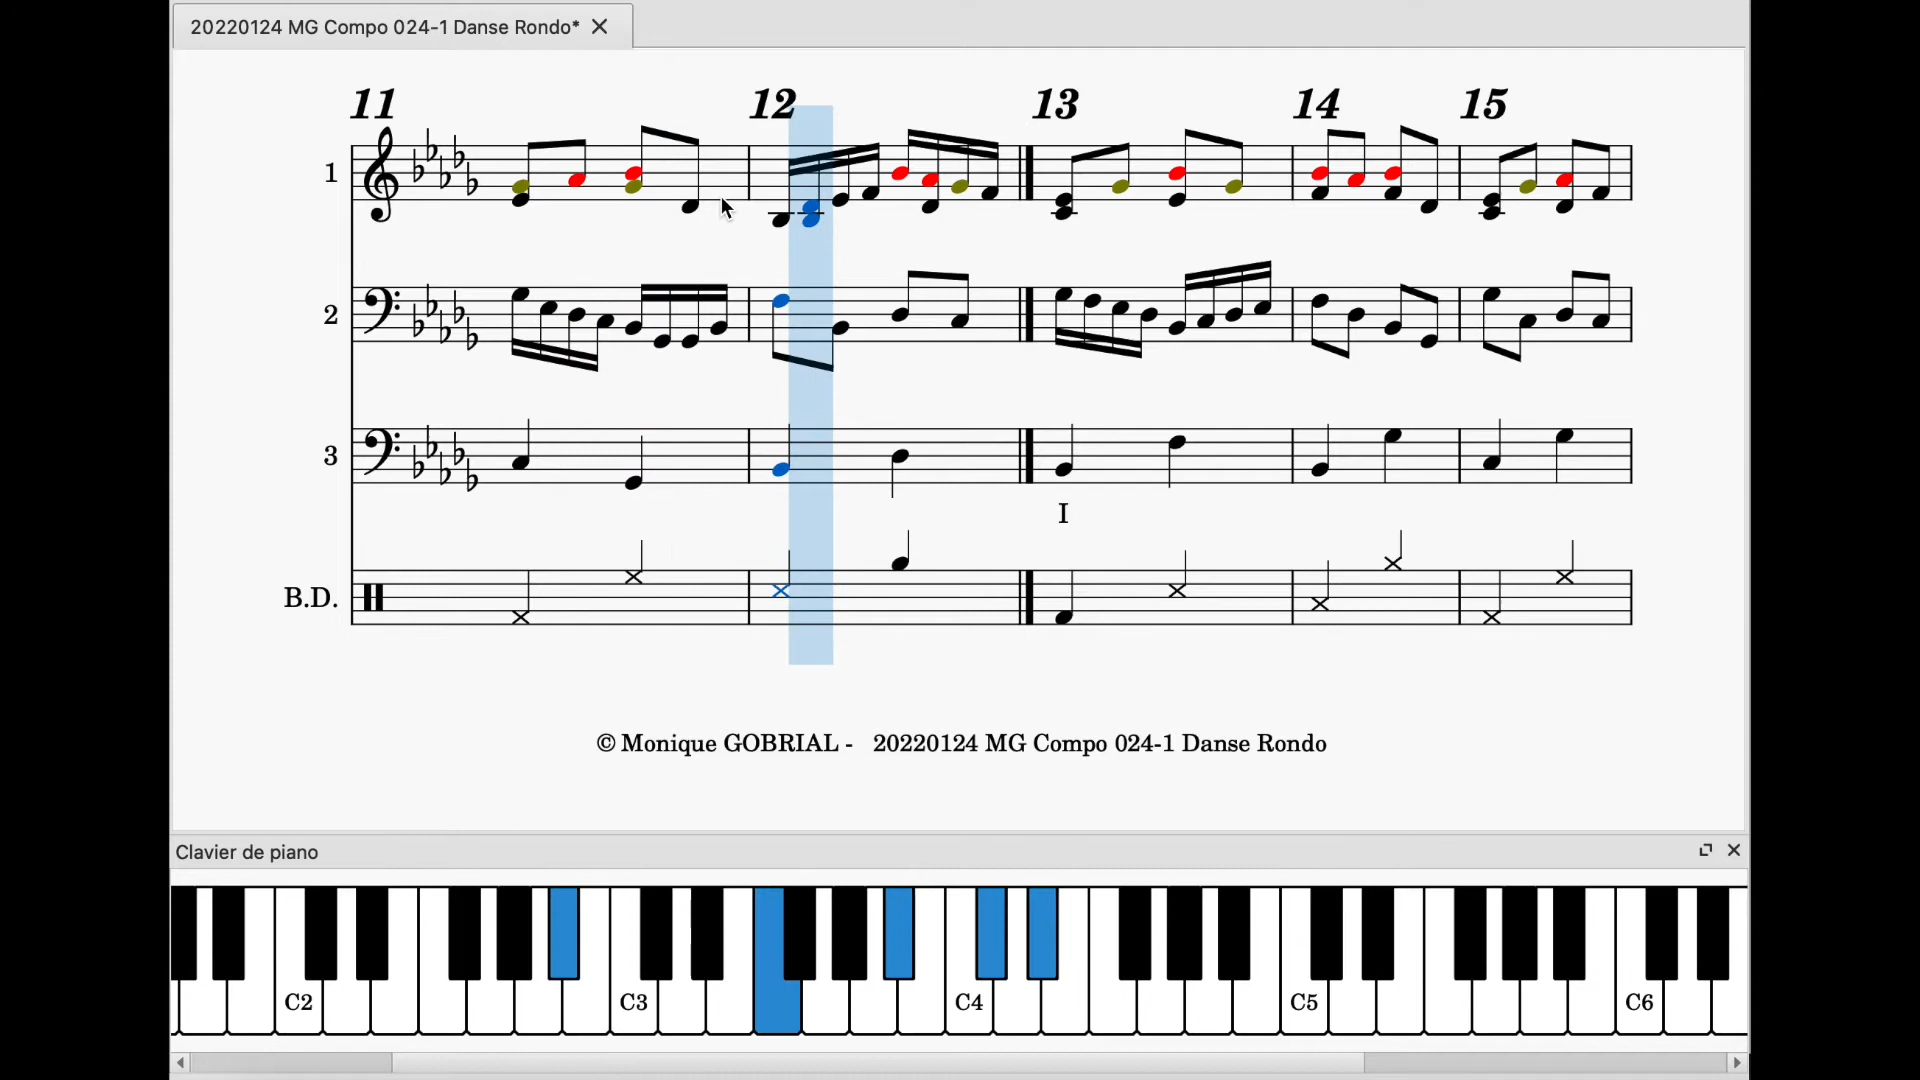 20220124 MG Compo 024-1 Danse Rondo*
11 12 13 14 15
1
2
3
I
B.D.
© Monique GOBRIAL - 20220124 MG Compo 024-1 Danse Rondo
Clavier de piano
C2 C3 C4 C5 C6